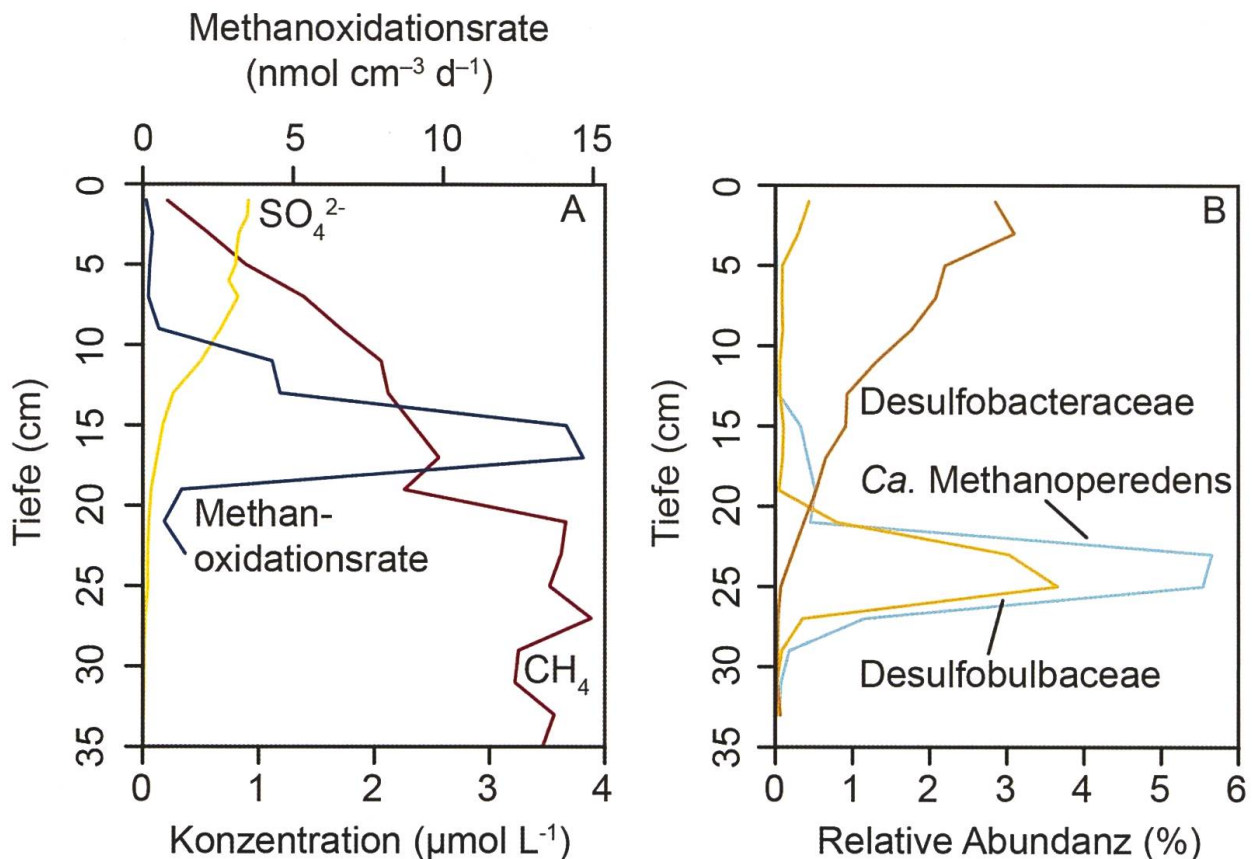 Methanoxidationsrate
(nmol cm⁻³ d⁻¹)
0 5 10 15
A
SO₄²⁻
Methan-
oxidationsrate
CH₄
Tiefe (cm)
0
5
10
15
20
25
30
35
0 1 2 3 4
Konzentration (µmol L⁻¹)
B
Desulfobacteraceae
Ca. Methanoperedens
Desulfobulbaceae
Tiefe (cm)
0
5
10
15
20
25
30
35
0 1 2 3 4 5 6
Relative Abundanz (%)